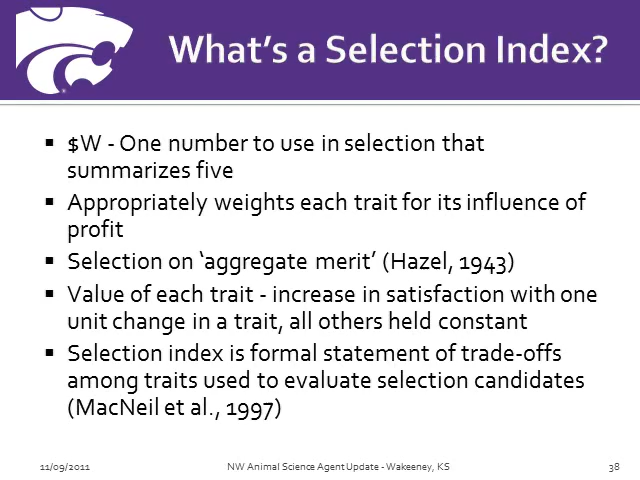 What's a Selection Index?
▪ $W - One number to use in selection that
summarizes five
▪ Appropriately weights each trait for its influence of
profit
▪ Selection on ‘aggregate merit’ (Hazel, 1943)
▪ Value of each trait - increase in satisfaction with one
unit change in a trait, all others held constant
▪ Selection index is formal statement of trade-offs
among traits used to evaluate selection candidates
(MacNeil et al., 1997)
11/09/2011 NW Animal Science Agent Update - Wakeeney, KS 38